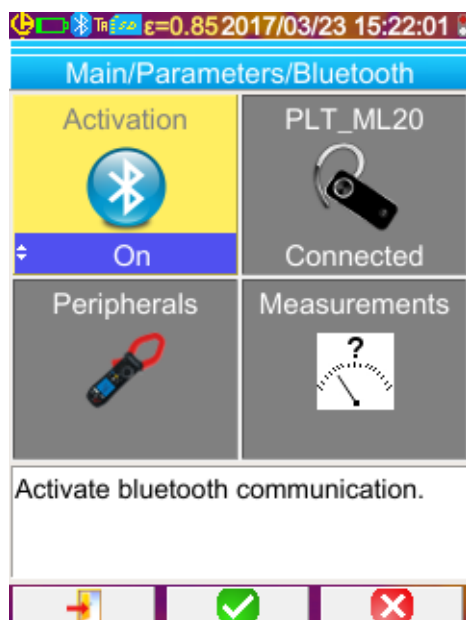 ε=0.85 2017/03/23 15:22:01
Main/Parameters/Bluetooth
Activation
PLT_ML20
On
Connected
Peripherals
Measurements
?
Activate bluetooth communication.